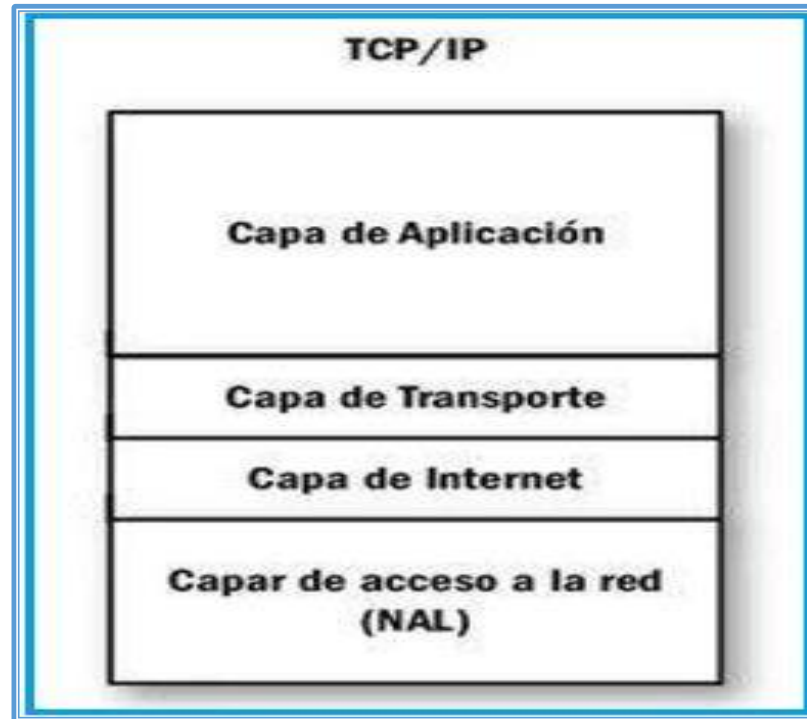 TCP/IP
Capa de Aplicación
Capa de Transporte
Capa de Internet
Capar de acceso a la red
(NAL)